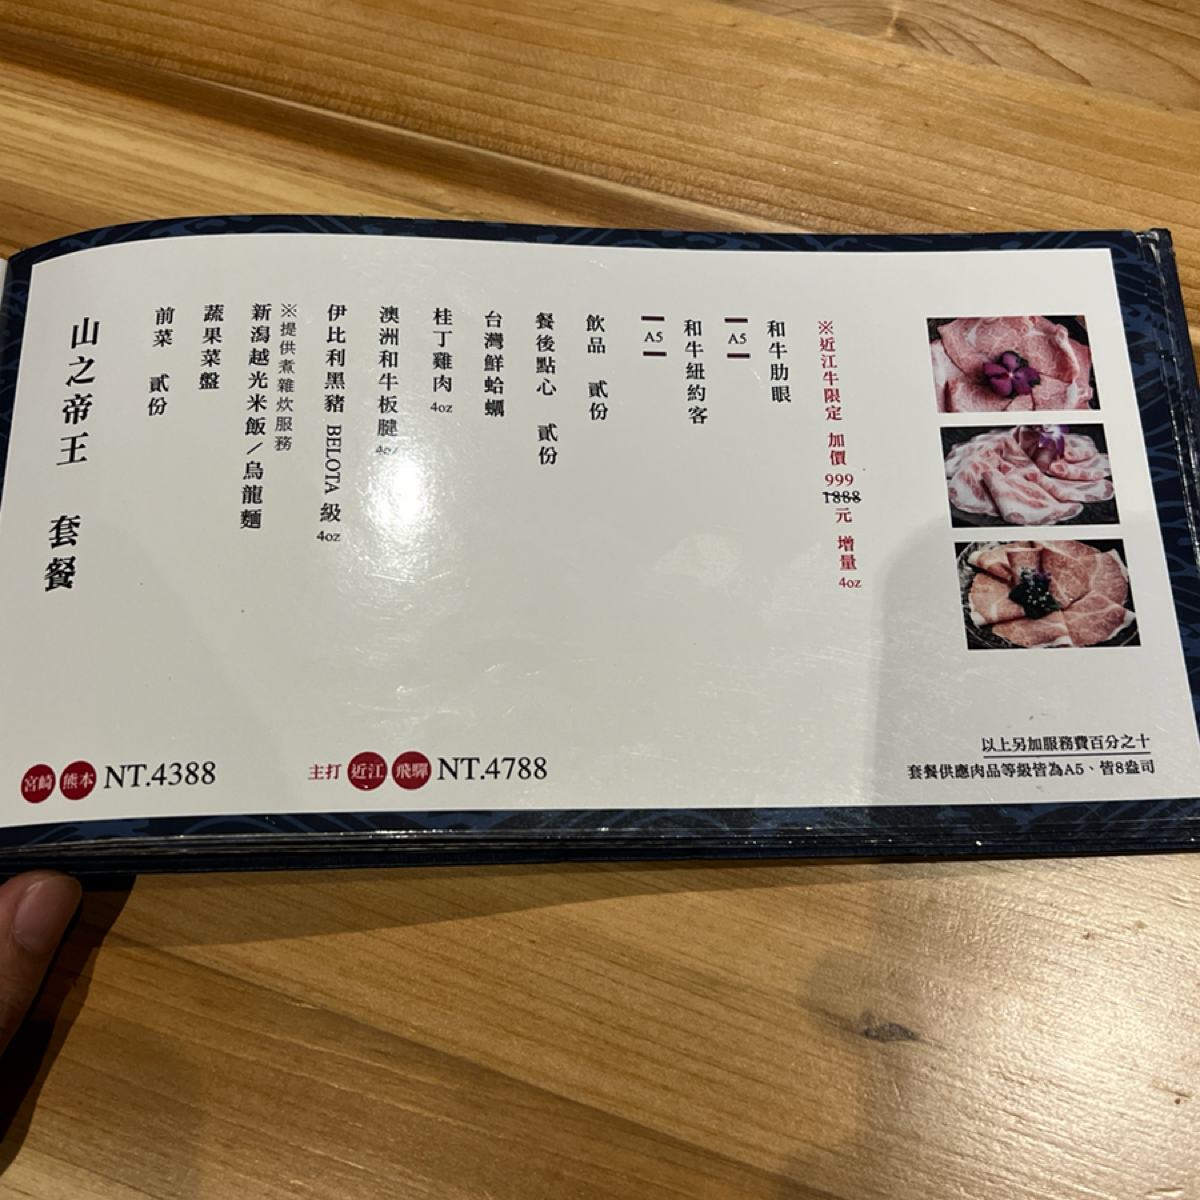 山之帝王 套餐
前菜 貳份
蔬果菜盤
新潟越光米飯／烏龍麵
※提供煮雜炊服務
伊比利黑豬 BELOTA 級 4oz
澳洲和牛板腱 4oz
桂丁雞肉 4oz
台灣鮮蛤蠣
餐後點心 貳份
飲品 貳份
A5
和牛紐約客
A5
和牛肋眼
※近江牛限定 加價 999 1888 元 增量 4oz
宮崎 熊本 NT.4388
主打 近江 飛驒 NT.4788
以上另加服務費百分之十
套餐供應肉品等級皆為A5、皆8盎司